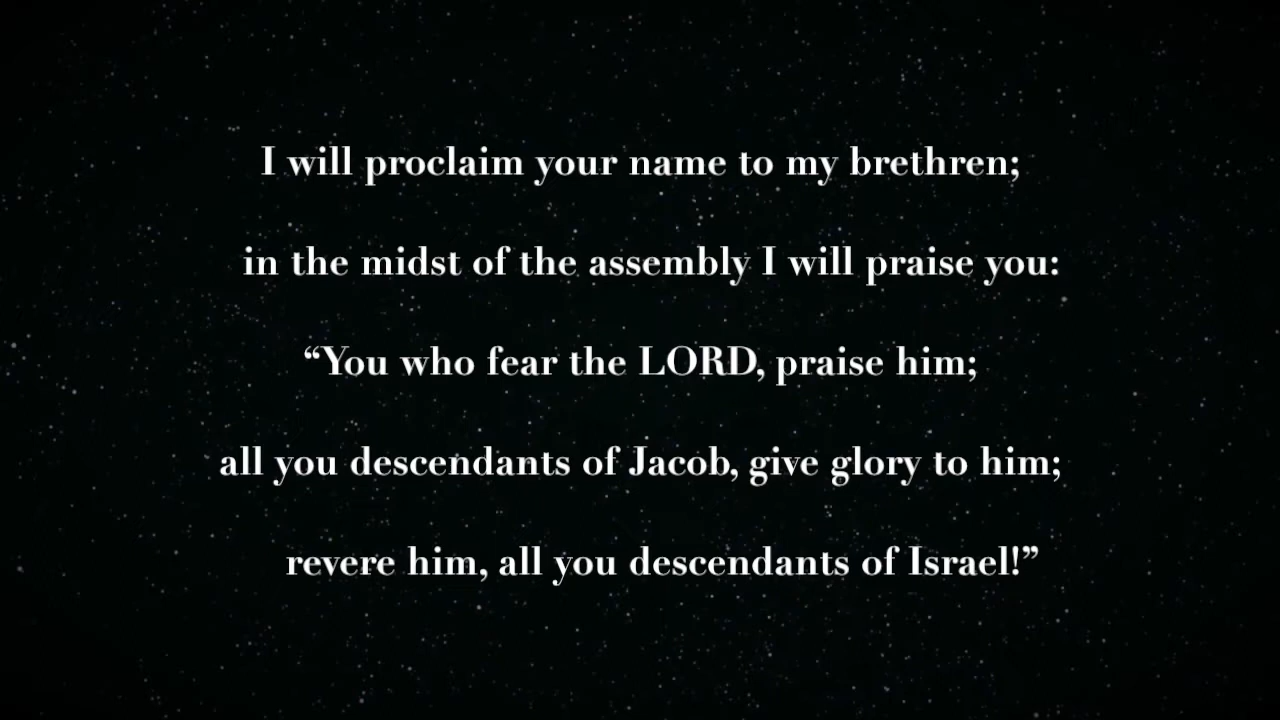 I will proclaim your name to my brethren;
in the midst of the assembly I will praise you:
“You who fear the LORD, praise him;
all you descendants of Jacob, give glory to him;
revere him, all you descendants of Israel!”